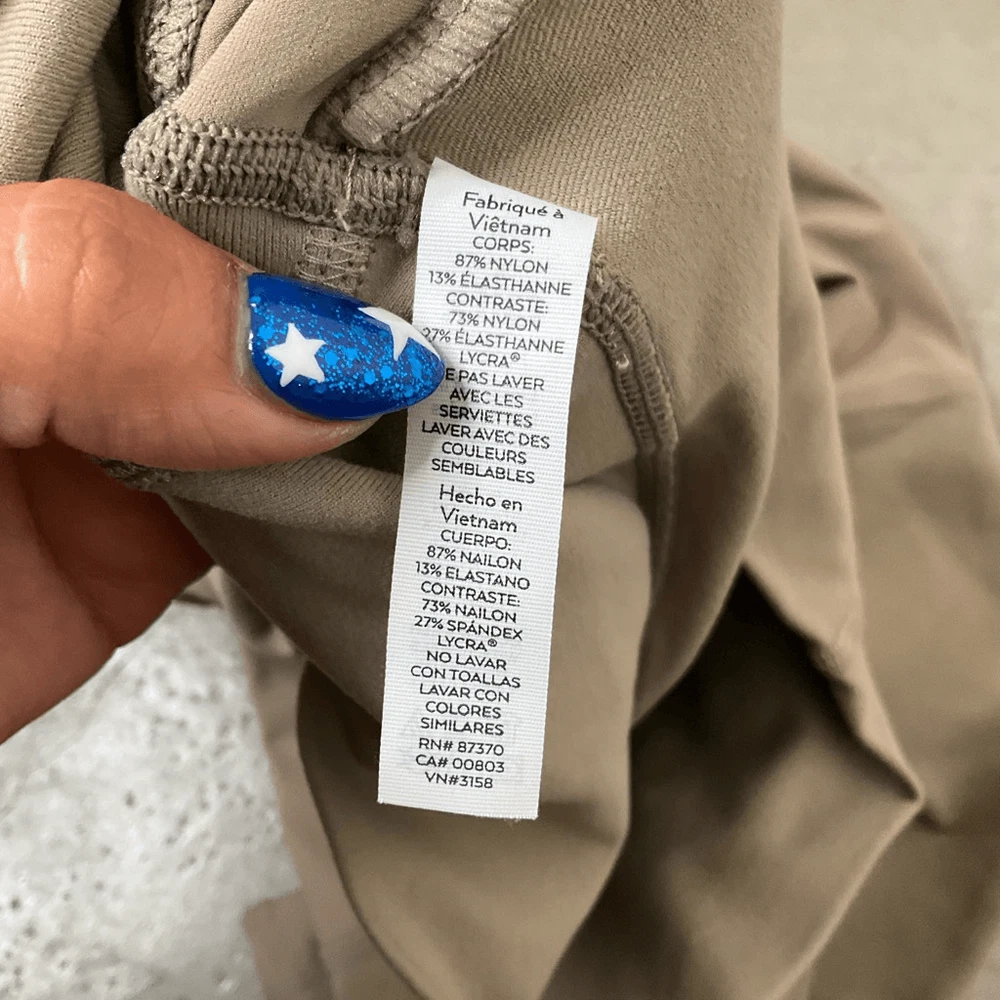 Fabriqué à
Viêtnam
CORPS:
87% NYLON
13% ÉLASTHANNE
CONTRASTE:
73% NYLON
27% ÉLASTHANNE
LYCRA®
E PAS LAVER
AVEC LES
SERVIETTES
LAVER AVEC DES
COULEURS
SEMBLABLES
Hecho en
Vietnam
CUERPO:
87% NAILON
13% ELASTANO
CONTRASTE:
73% NAILON
27% SPÁNDEX
LYCRA®
NO LAVAR
CON TOALLAS
LAVAR CON
COLORES
SIMILARES
RN# 87370
CA# 00803
VN#3158